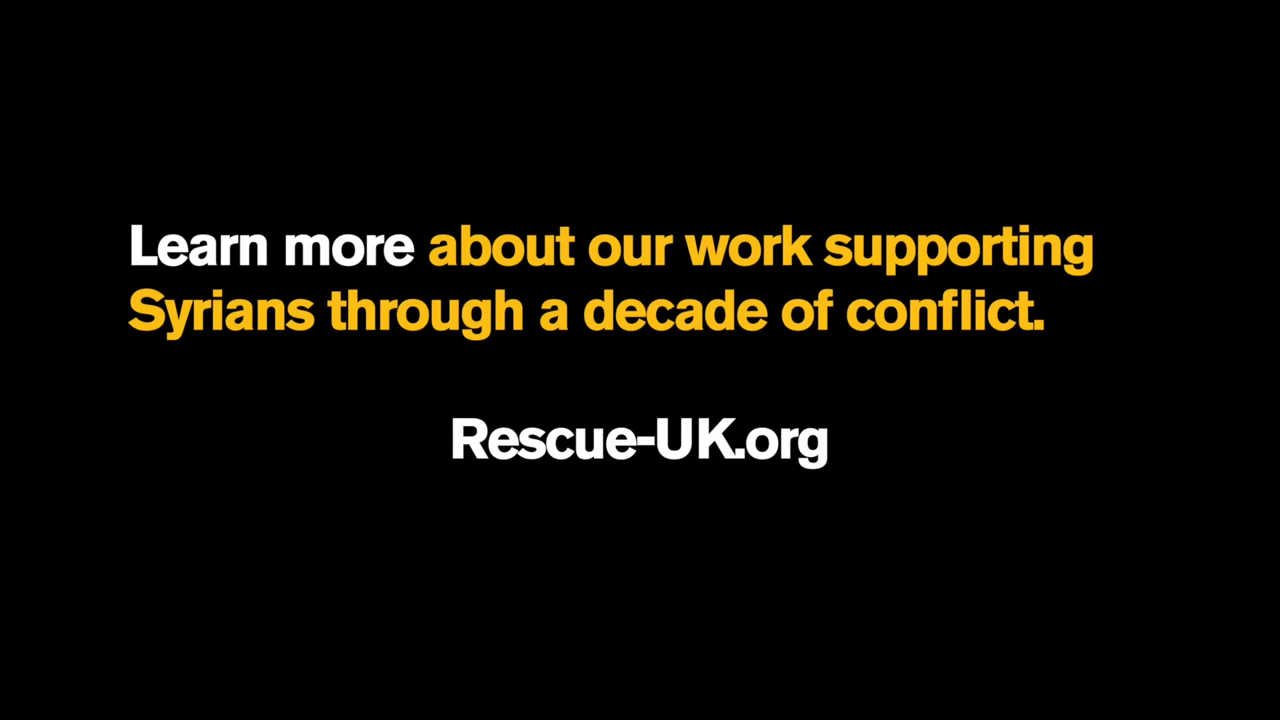 Learn more about our work supporting
Syrians through a decade of conflict.
Rescue-UK.org